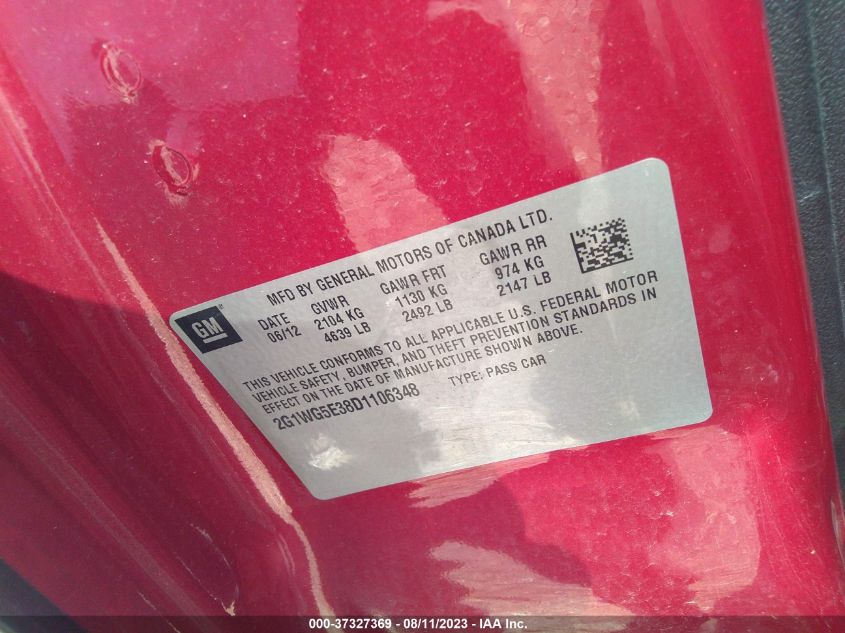 GM
MFD BY GENERAL MOTORS OF CANADA LTD.
DATE GVWR GAWR FRT GAWR RR
06/12 2104 KG 1130 KG 974 KG
4639 LB 2492 LB 2147 LB
THIS VEHICLE CONFORMS TO ALL APPLICABLE U.S. FEDERAL MOTOR
VEHICLE SAFETY, BUMPER, AND THEFT PREVENTION STANDARDS IN
EFFECT ON THE DATE OF MANUFACTURE SHOWN ABOVE.
2G1WG5E38D1106348 TYPE: PASS CAR
000-37327369 - 08/11/2023 - IAA Inc.